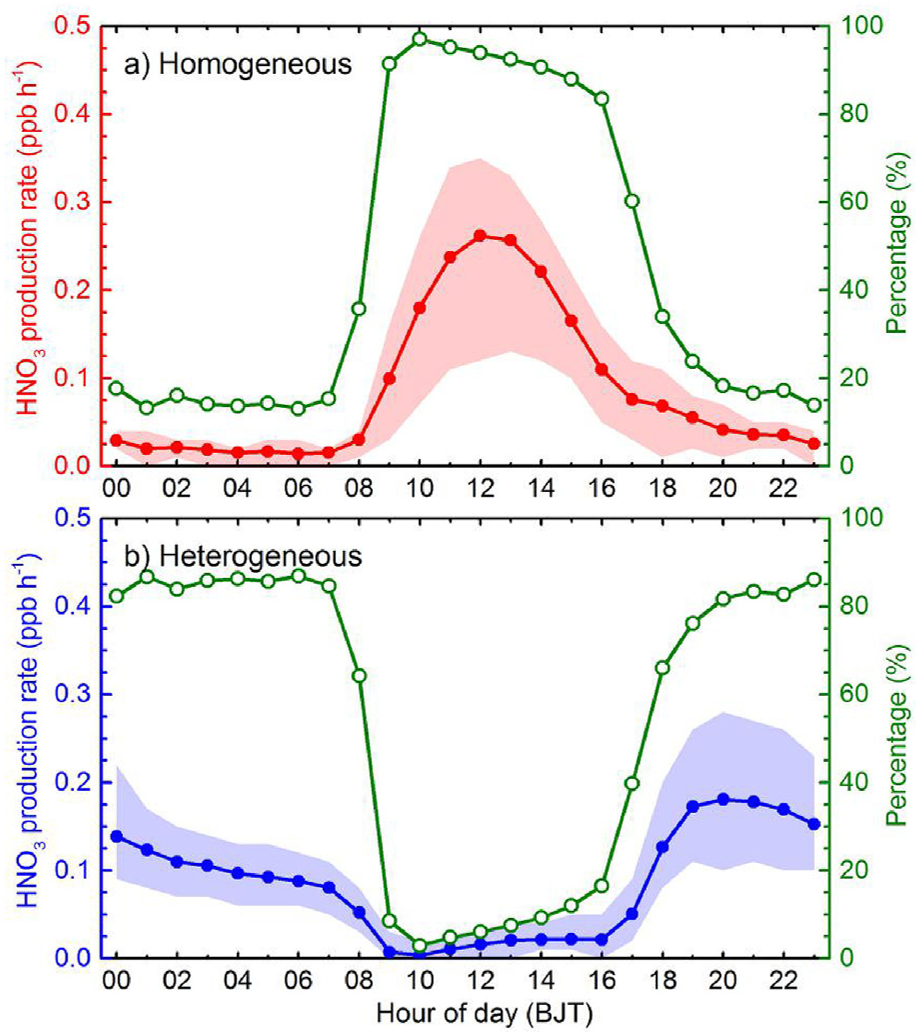 a) Homogeneous
HNO3 production rate (ppb h-1)
0.5
0.4
0.3
0.2
0.1
0.0
100
80
60
40
20
0
Percentage (%)
00 02 04 06 08 10 12 14 16 18 20 22
b) Heterogeneous
HNO3 production rate (ppb h-1)
0.5
0.4
0.3
0.2
0.1
0.0
100
80
60
40
20
0
Percentage (%)
00 02 04 06 08 10 12 14 16 18 20 22
Hour of day (BJT)